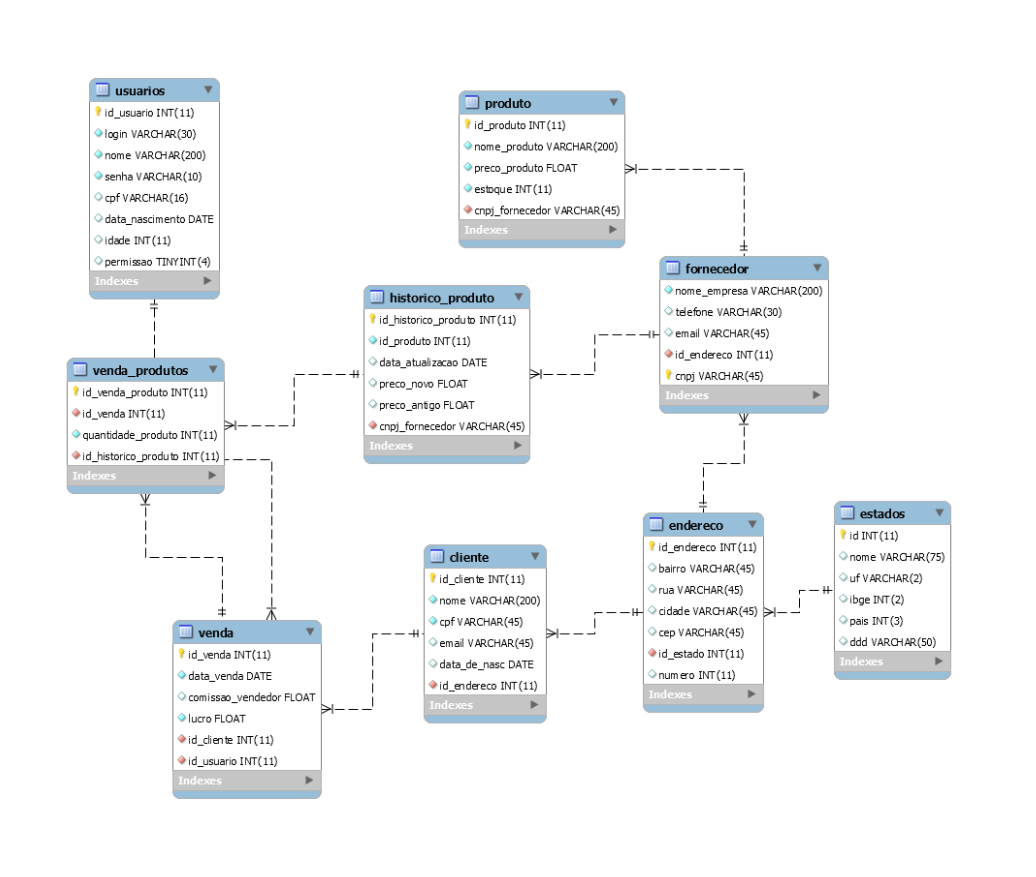 usuarios
id_usuario INT(11)
login VARCHAR(30)
nome VARCHAR(200)
senha VARCHAR(10)
cpf VARCHAR(16)
data_nascimento DATE
idade INT(11)
permissao TINYINT(4)
Indexes
produto
id_produto INT(11)
nome_produto VARCHAR(200)
preco_produto FLOAT
estoque INT(11)
cnpj_fornecedor VARCHAR(45)
Indexes
fornecedor
nome_empresa VARCHAR(200)
telefone VARCHAR(30)
email VARCHAR(45)
id_endereco INT(11)
cnpj VARCHAR(45)
Indexes
historico_produto
id_historico_produto INT(11)
id_produto INT(11)
data_atualizacao DATE
preco_novo FLOAT
preco_antigo FLOAT
cnpj_fornecedor VARCHAR(45)
Indexes
venda_produtos
id_venda_produto INT(11)
id_venda INT(11)
quantidade_produto INT(11)
id_historico_produto INT(11)
Indexes
estados
id INT(11)
nome VARCHAR(75)
uf VARCHAR(2)
ibge INT(2)
pais INT(3)
ddd VARCHAR(50)
Indexes
endereco
id_endereco INT(11)
bairro VARCHAR(45)
rua VARCHAR(45)
cidade VARCHAR(45)
cep VARCHAR(45)
id_estado INT(11)
numero INT(11)
Indexes
cliente
id_cliente INT(11)
nome VARCHAR(200)
cpf VARCHAR(45)
email VARCHAR(45)
data_de_nasc DATE
id_endereco INT(11)
Indexes
venda
id_venda INT(11)
data_venda DATE
comissao_vendedor FLOAT
lucro FLOAT
id_cliente INT(11)
id_usuario INT(11)
Indexes